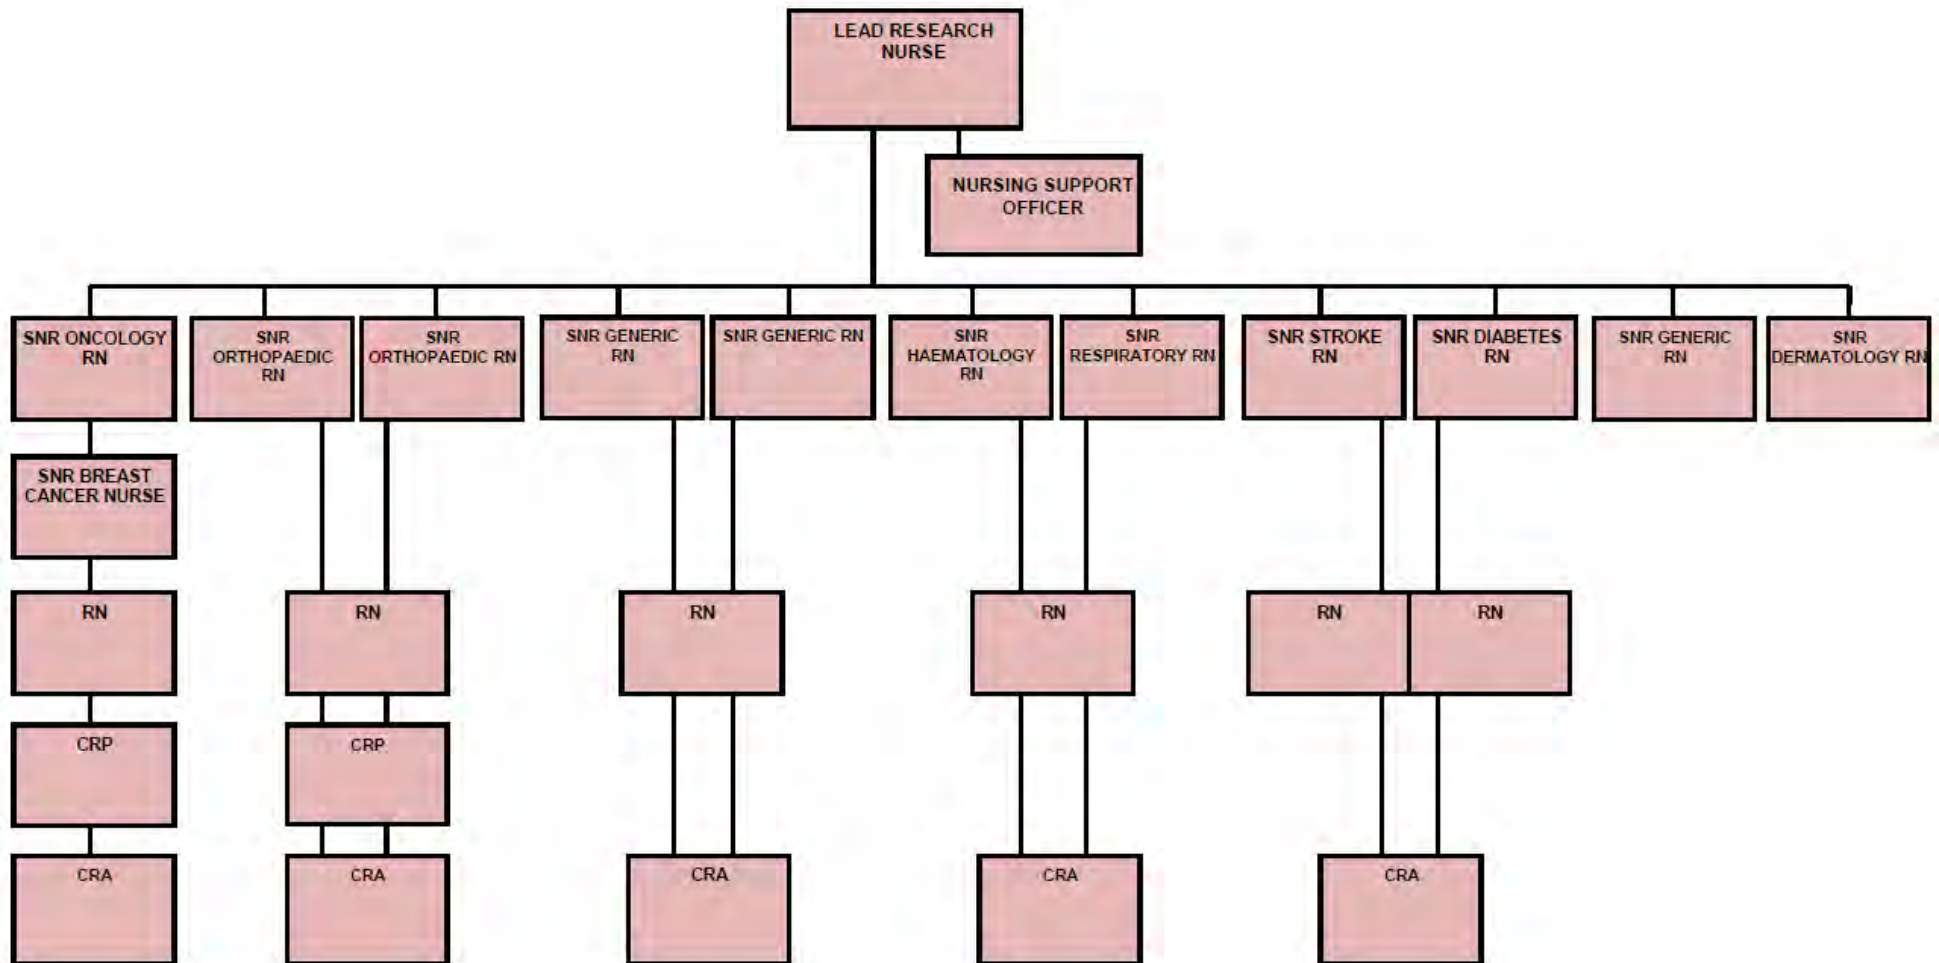 LEAD RESEARCH
NURSE
NURSING SUPPORT
OFFICER
SNR ONCOLOGY
RN
SNR
ORTHOPAEDIC
RN
SNR
ORTHOPAEDIC RN
SNR GENERIC
RN
SNR GENERIC RN
SNR
HAEMATOLOGY
RN
SNR
RESPIRATORY RN
SNR STROKE
RN
SNR DIABETES
RN
SNR GENERIC
RN
SNR
DERMATOLOGY RN
SNR BREAST
CANCER NURSE
RN
RN
RN
RN
RN
RN
CRP
CRP
CRA
CRA
CRA
CRA
CRA